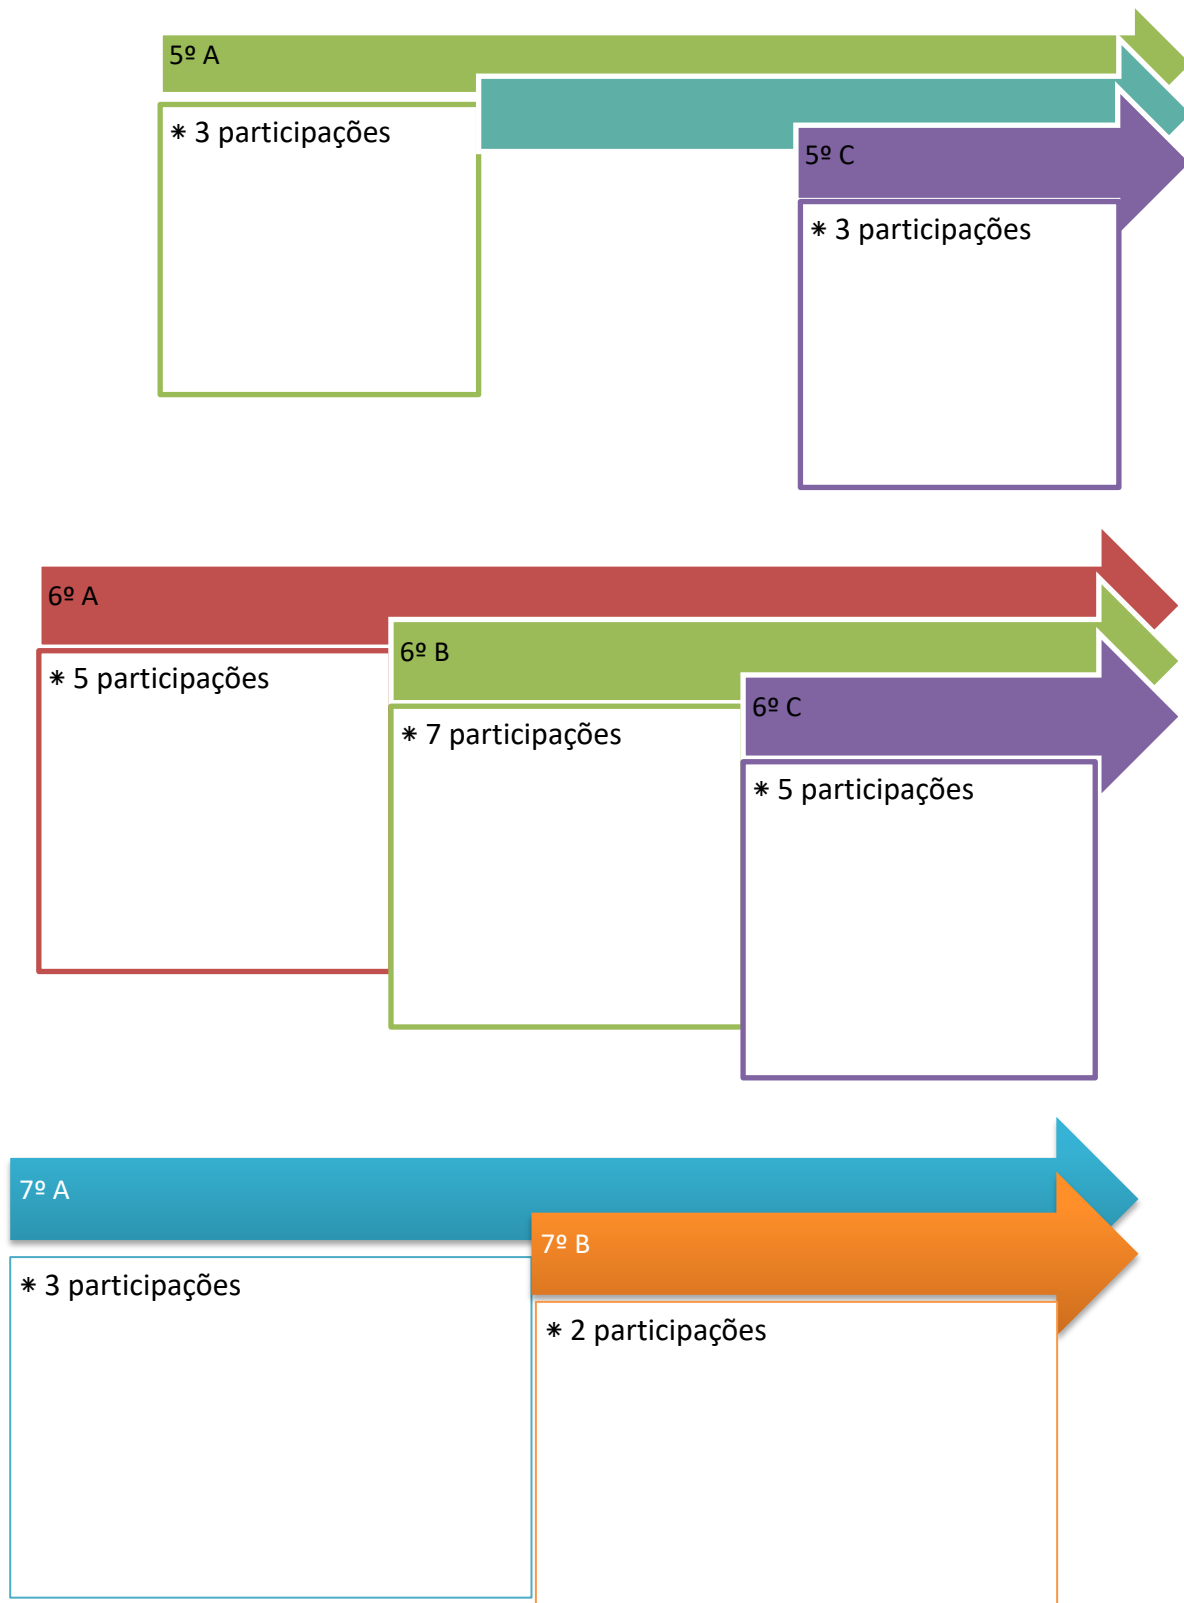 5º A
* 3 participações
5º C
* 3 participações
6º A
* 5 participações
6º B
* 7 participações
6º C
* 5 participações
7º A
* 3 participações
7º B
* 2 participações